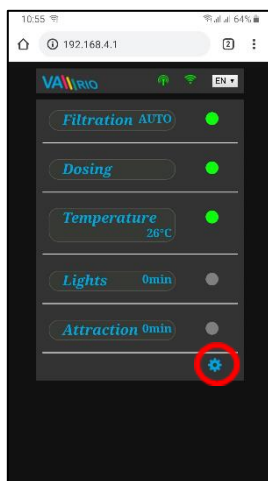 10:55 64%
192.168.4.1 2
VA RIO EN
Filtration AUTO
Dosing
Temperature
26°C
Lights 0min
Attraction 0min